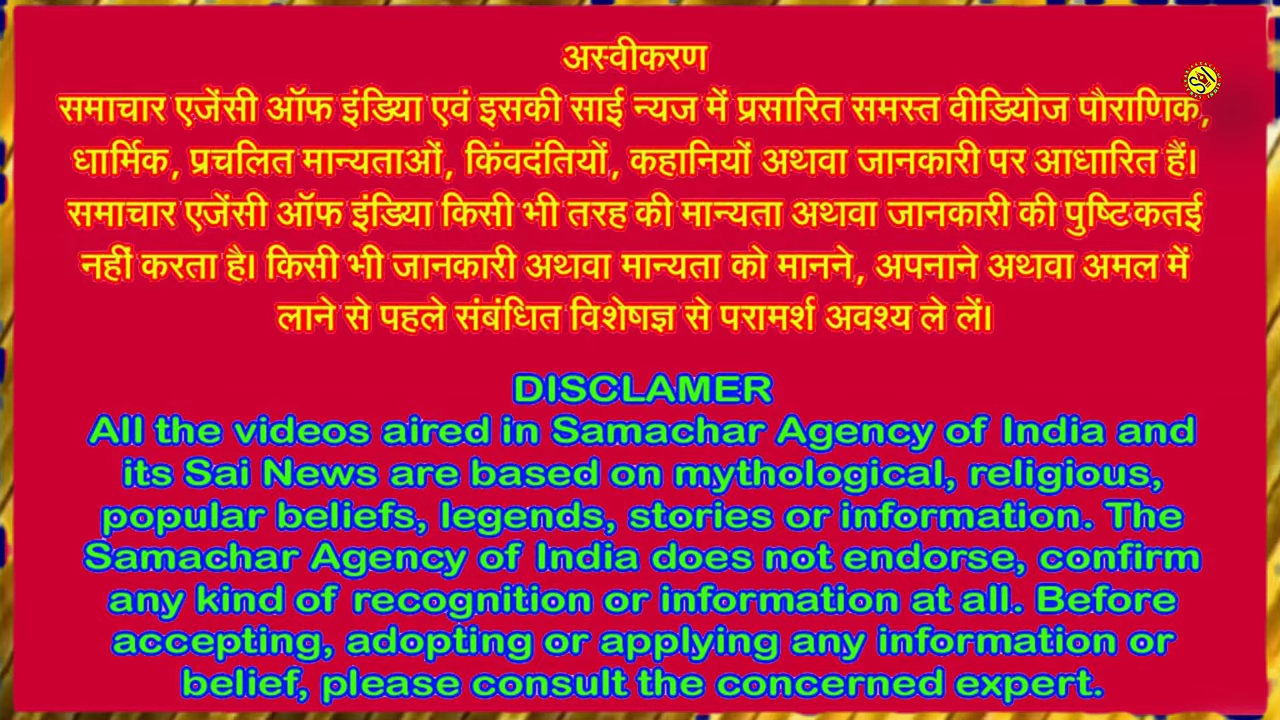 अस्वीकरण
SAI
समाचार एजेंसी ऑफ इंडिया एवं इसकी साई न्यज में प्रसारित समस्त वीडियोज पौराणिक,
धार्मिक, प्रचलित मान्यताओं, किंवदंतियों, कहानियों अथवा जानकारी पर आधारित हैं।
समाचार एजेंसी ऑफ इंडिया किसी भी तरह की मान्यता अथवा जानकारी की पुष्टि कतई
नहीं करता है। किसी भी जानकारी अथवा मान्यता को मानने, अपनाने अथवा अमल में
लाने से पहले संबंधित विशेषज्ञ से परामर्श अवश्य ले लें।
DISCLAMER
All the videos aired in Samachar Agency of India and
its Sai News are based on mythological, religious,
popular beliefs, legends, stories or information. The
Samachar Agency of India does not endorse, confirm
any kind of recognition or information at all. Before
accepting, adopting or applying any information or
belief, please consult the concerned expert.